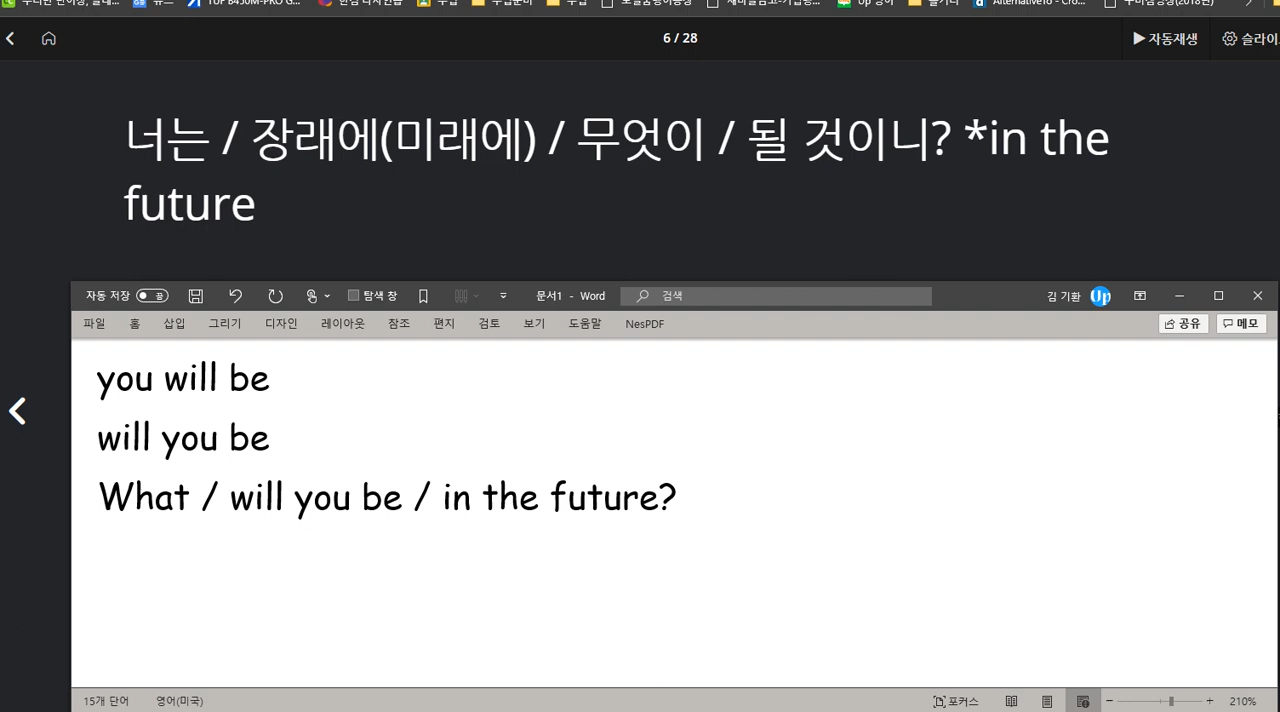 6 / 28
자동재생
슬라이
너는 / 장래에(미래에) / 무엇이 / 될 것이니? *in the
future
자동 저장 끔 탐색 창 문서1 - Word 검색 김 기환 Up
파일 홈 삽입 그리기 디자인 레이아웃 참조 편지 검토 보기 도움말 NesPDF 공유 메모
you will be
will you be
What / will you be / in the future?
15개 단어 영어(미국) 포커스 210%